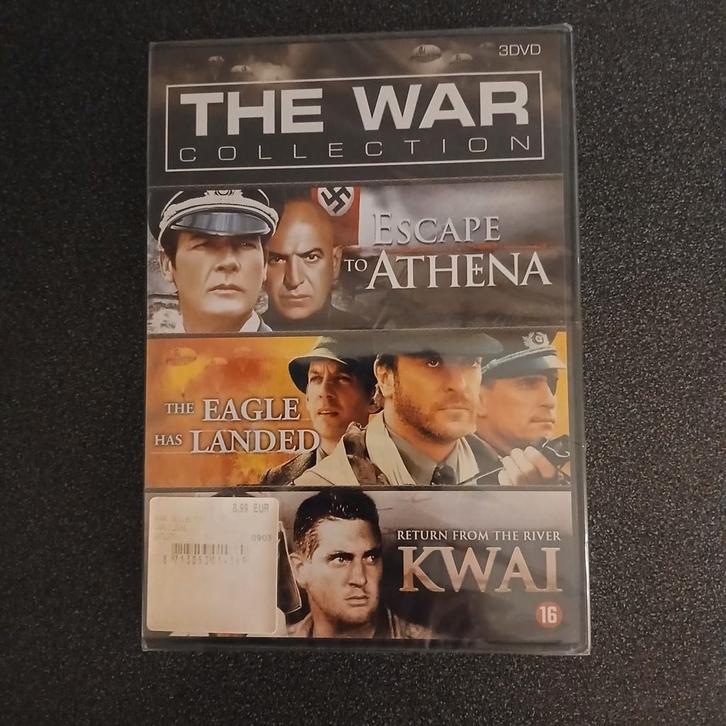 3DVD
THE WAR
COLLECTION
ESCAPE
TO ATHENA
THE EAGLE
HAS LANDED
8.99 EUR
0903
RETURN FROM THE RIVER
KWAI
16